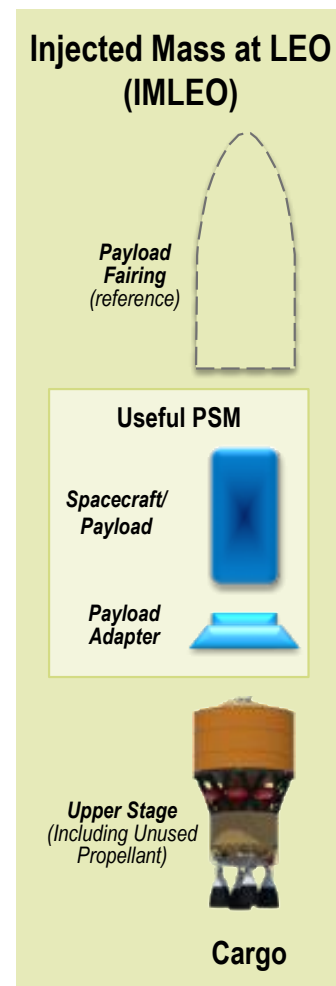 Injected Mass at LEO
(IMLEO)
Payload
Fairing
(reference)
Useful PSM
Spacecraft/
Payload
Payload
Adapter
Upper Stage
(Including Unused
Propellant)
Cargo